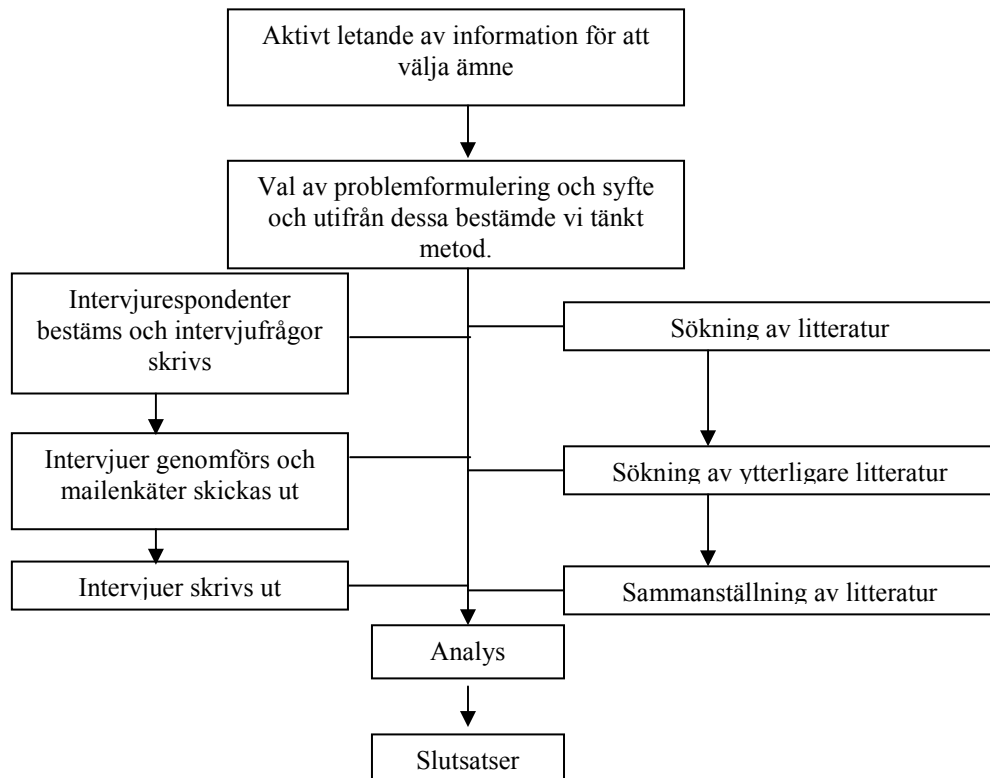 Aktivt letande av information för att
välja ämne
Val av problemformulering och syfte
och utifrån dessa bestämde vi tänkt
metod.
Intervjurespondenter
bestäms och intervjufrågor
skrivs
Sökning av litteratur
Intervjuer genomförs och
mailenkäter skickas ut
Sökning av ytterligare litteratur
Intervjuer skrivs ut
Sammanställning av litteratur
Analys
Slutsatser